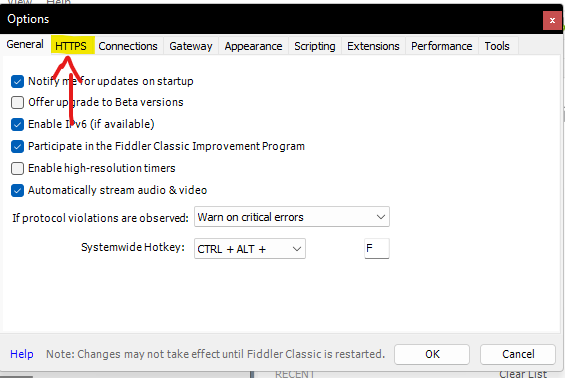 View Help
Options
x
General HTTPS Connections Gateway Appearance Scripting Extensions Performance Tools
Notify me for updates on startup
Offer upgrade to Beta versions
Enable IPv6 (if available)
Participate in the Fiddler Classic Improvement Program
Enable high-resolution timers
Automatically stream audio & video
If protocol violations are observed: Warn on critical errors
Systemwide Hotkey: CTRL + ALT + F
Help Note: Changes may not take effect until Fiddler Classic is restarted. OK Cancel
RECENT Clear List